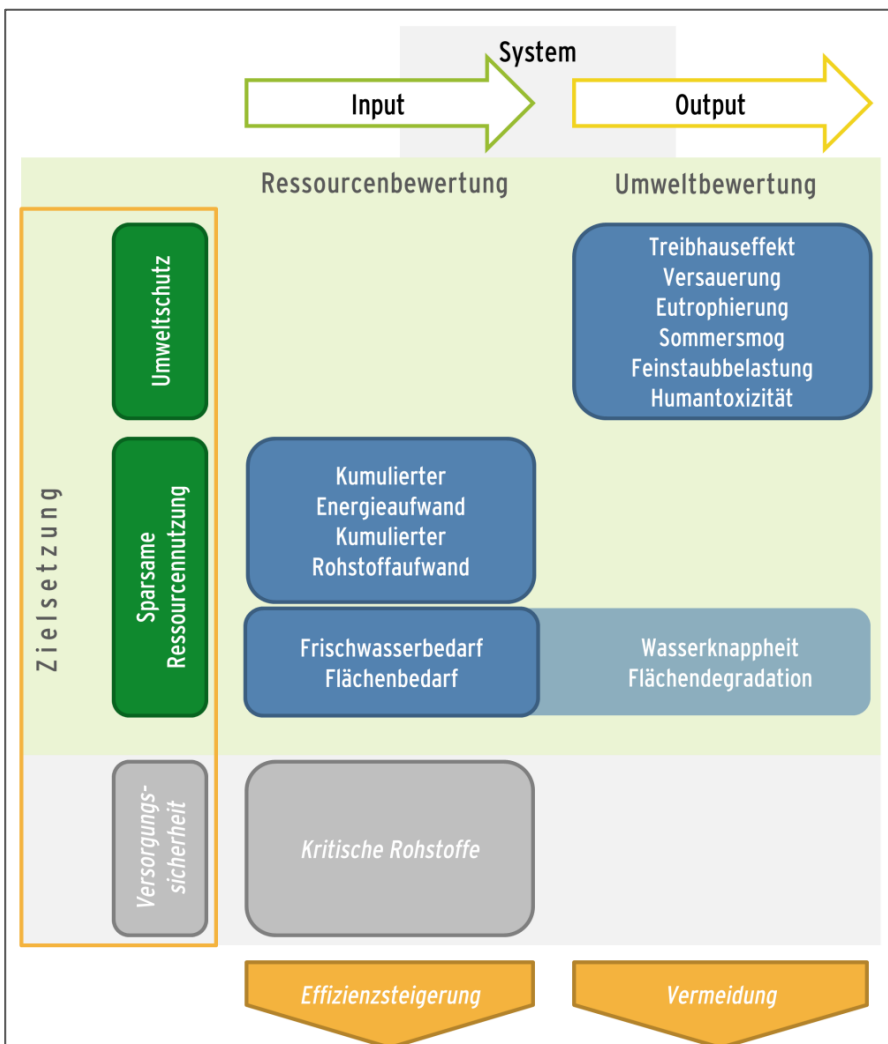 System
Input
Output
Ressourcenbewertung
Umweltbewertung
Zielsetzung
Umweltschutz
Treibhauseffekt
Versauerung
Eutrophierung
Sommersmog
Feinstaubbelastung
Humantoxizität
Sparsame
Ressourcennutzung
Kumulierter
Energieaufwand
Kumulierter
Rohstoffaufwand
Frischwasserbedarf
Flächenbedarf
Wasserknappheit
Flächendegradation
Versorgungs-
sicherheit
Kritische Rohstoffe
Effizienzsteigerung
Vermeidung